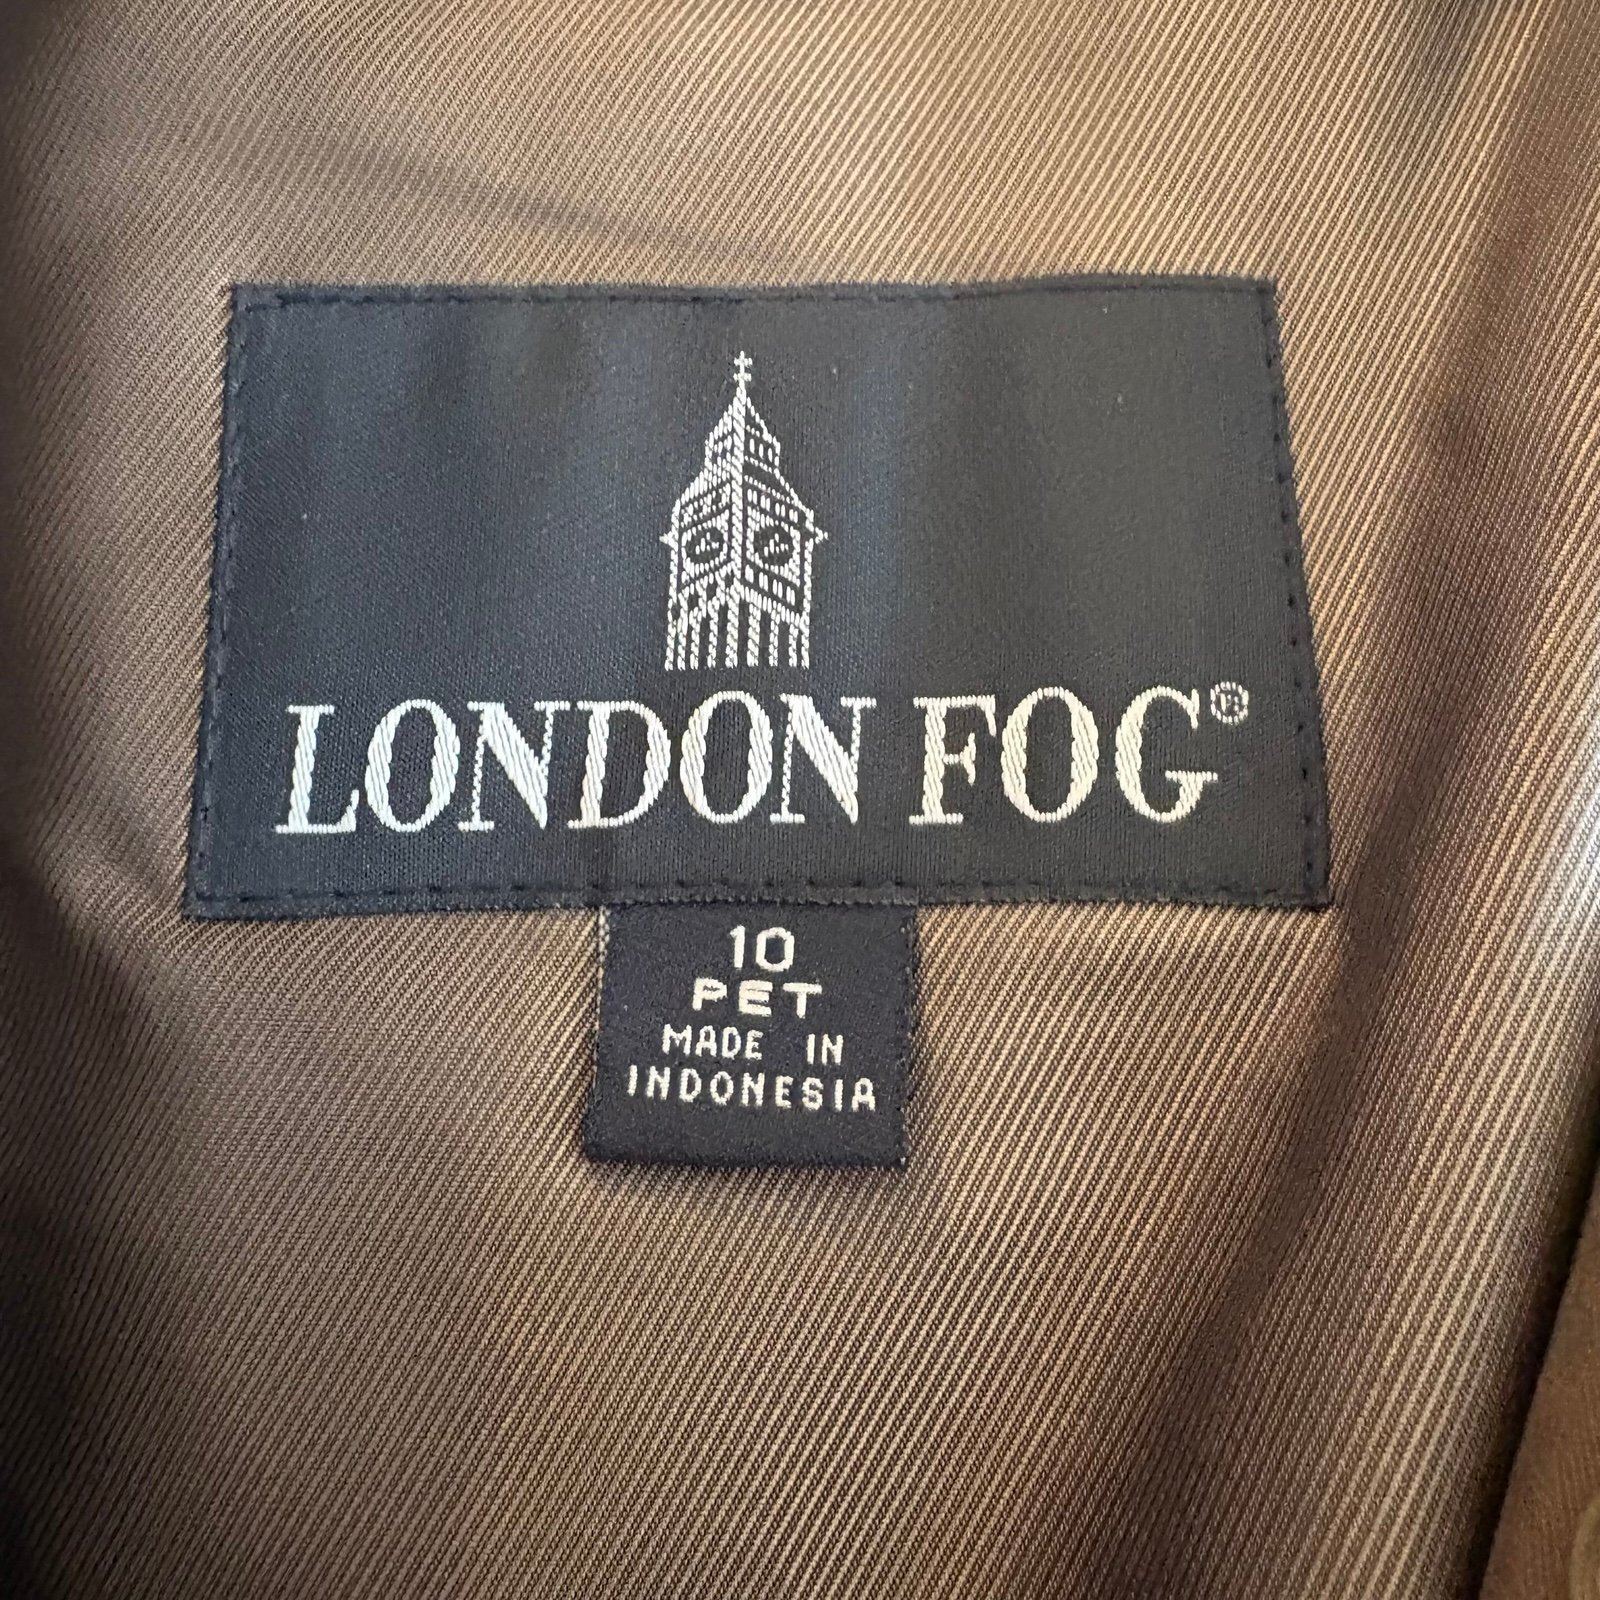 LONDON FOG®
10
PET
MADE IN
INDONESIA